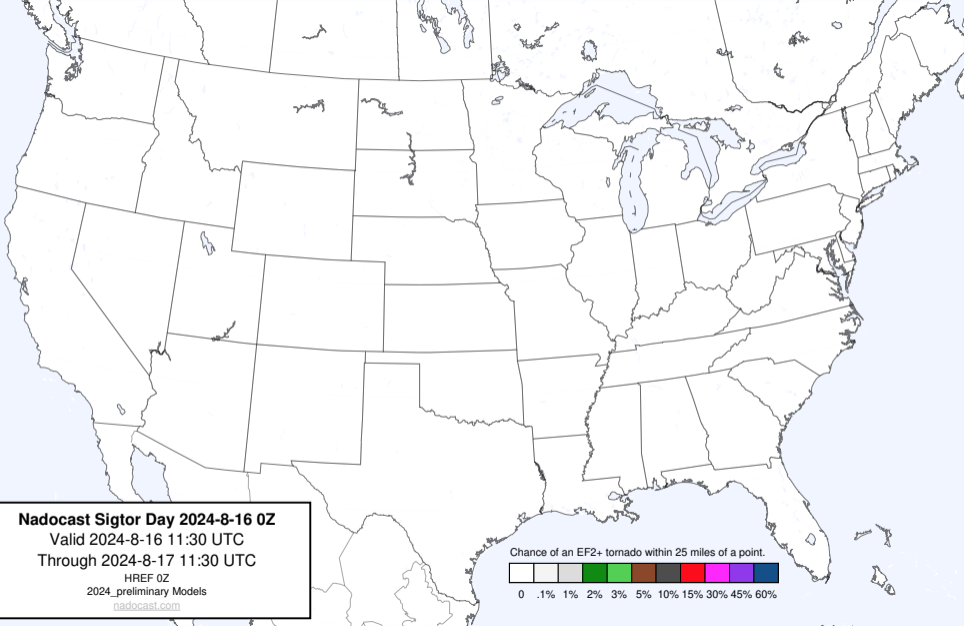 Nadocast Sigtor Day 2024-8-16 0Z
Valid 2024-8-16 11:30 UTC
Through 2024-8-17 11:30 UTC
HREF 0Z
2024_preliminary Models
nadocast.com
Chance of an EF2+ tornado within 25 miles of a point.
0 .1% 1% 2% 3% 5% 10% 15% 30% 45% 60%